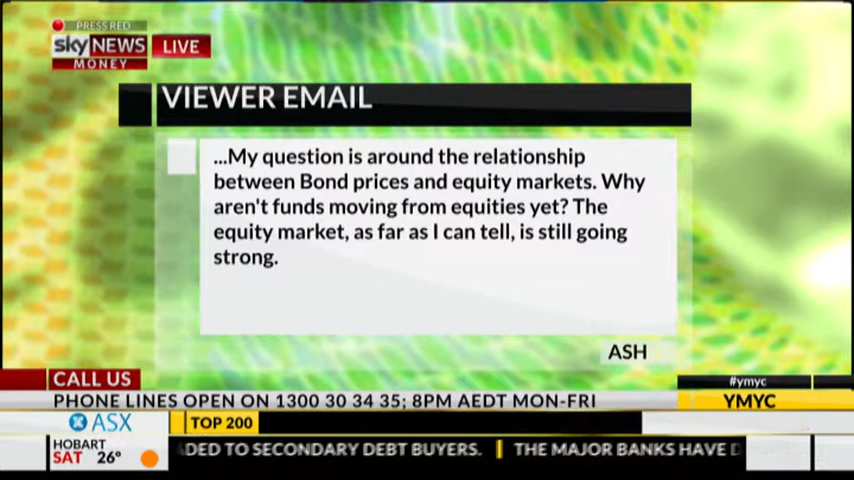 PRESS RED
sky NEWS
LIVE
MONEY
VIEWER EMAIL
...My question is around the relationship
between Bond prices and equity markets. Why
aren't funds moving from equities yet? The
equity market, as far as I can tell, is still going
strong.
ASH
CALL US
#ymyc
PHONE LINES OPEN ON 1300 30 34 35; 8PM AEDT MON-FRI
YMYC
ASX
TOP 200
HOBART
SAT 26°
DED TO SECONDARY DEBT BUYERS. THE MAJOR BANKS HAVE